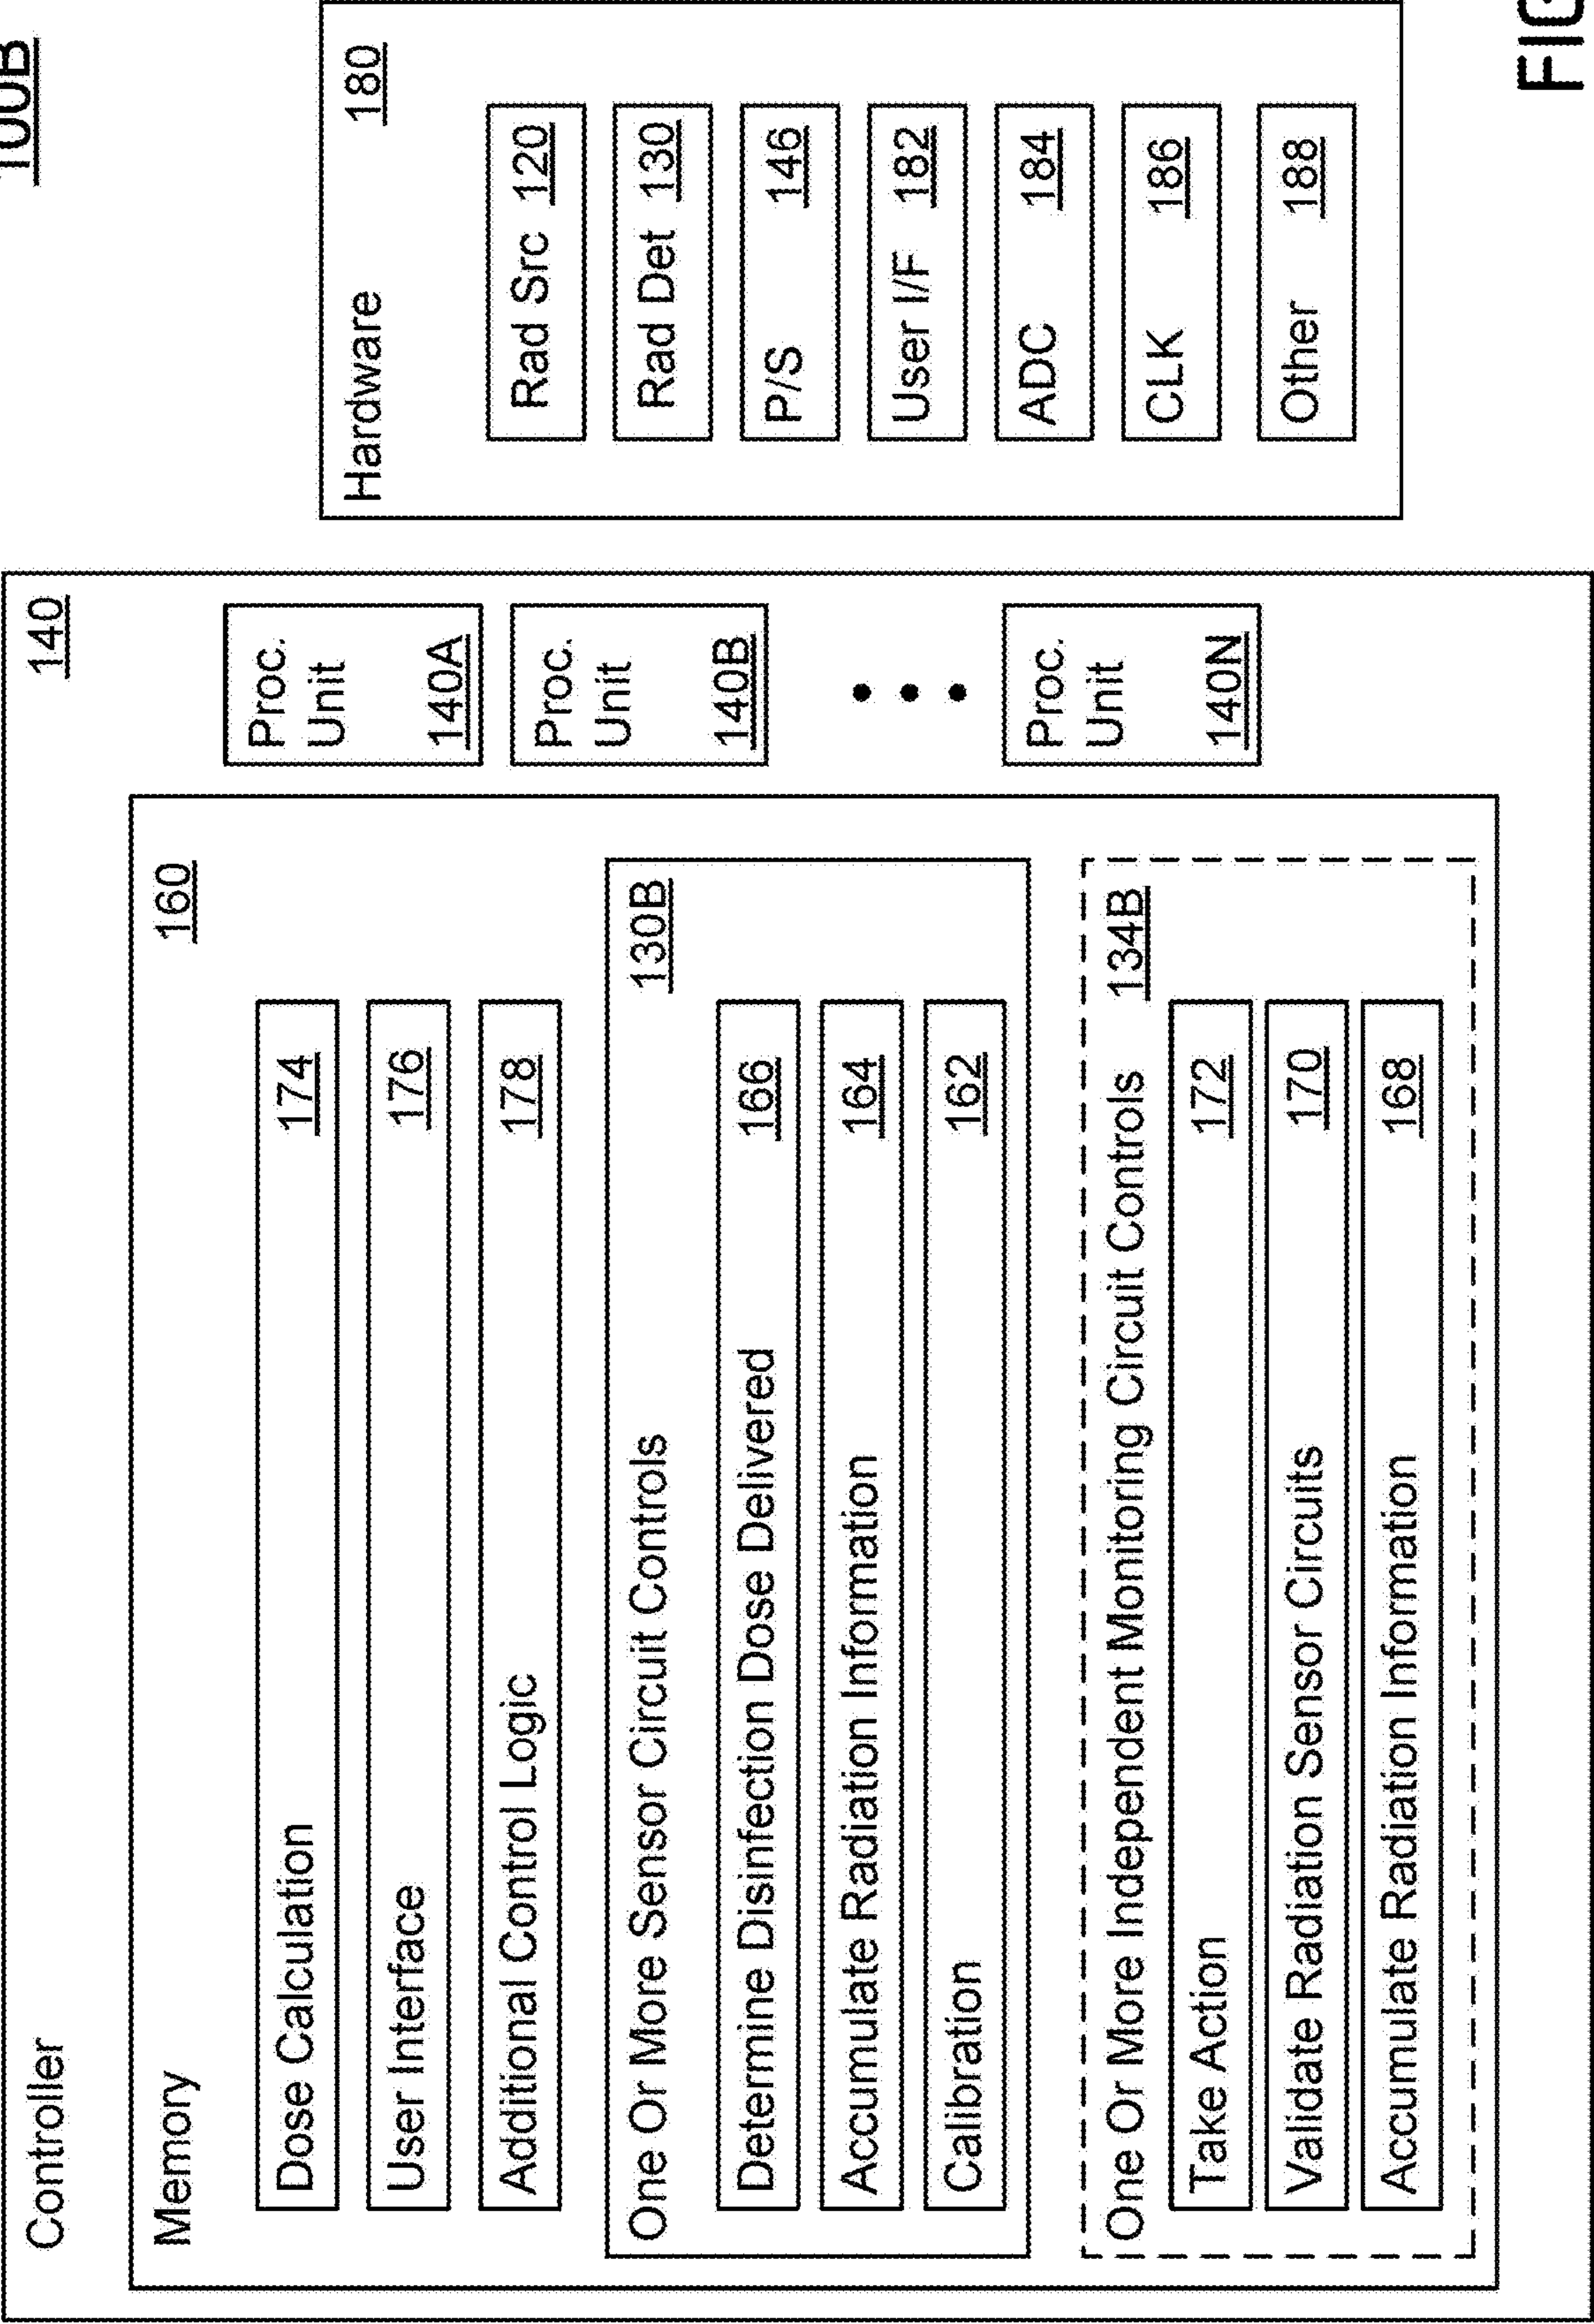 100B
Controller
140
Memory
160
Dose Calculation
174
User Interface
176
Additional Control Logic
178
One Or More Sensor Circuit Controls
130B
Determine Disinfection Dose Delivered
166
Accumulate Radiation Information
164
Calibration
162
One Or More Independent Monitoring Circuit Controls
134B
Take Action
172
Validate Radiation Sensor Circuits
170
Accumulate Radiation Information
168
Proc.
Unit
140A
Proc.
Unit
140B
Proc.
Unit
140N
Hardware
180
Rad Src 120
Rad Det 130
P/S 146
User I/F 182
ADC 184
CLK 186
Other 188